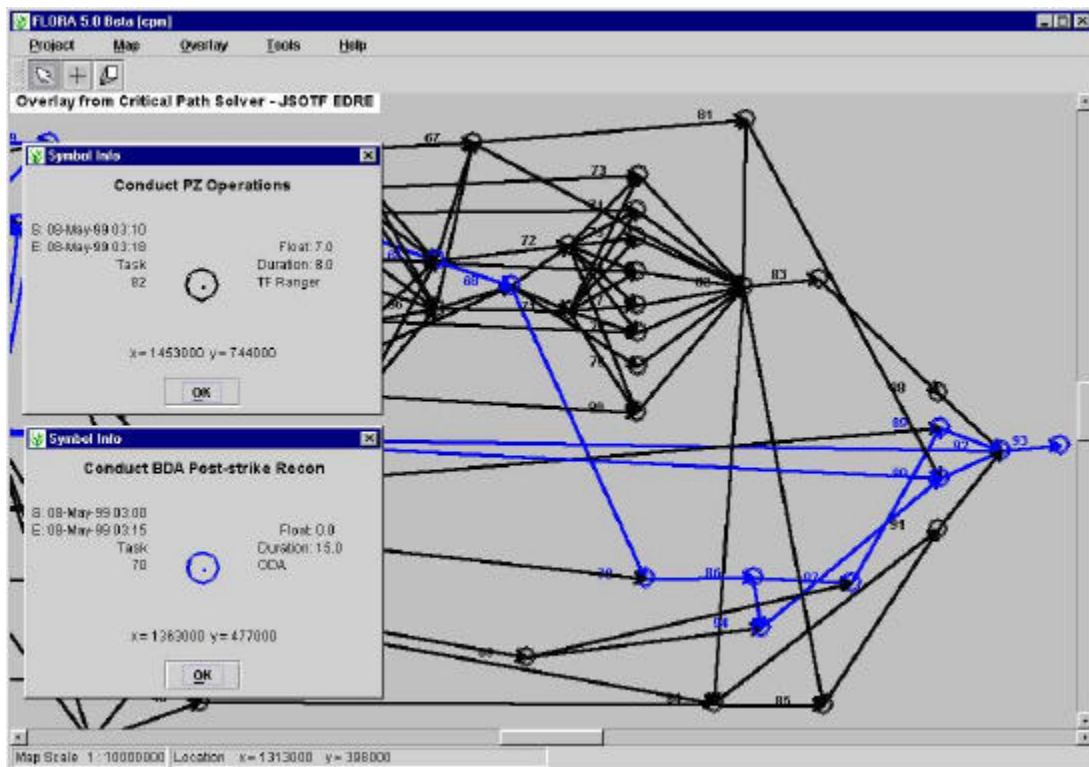 FLORA 5.0 Beta [cpm]
Project Map Overlay Tools Help
Overlay from Critical Path Solver - JSOTF EDRE
Symbol Info
Conduct PZ Operations
S: 08-May-99 03:10
E: 08-May-99 03:18 Float: 7.0
Task Duration: 8.0
82 TF Ranger
x=1453000 y=744000
OK
Symbol Info
Conduct BDA Post-strike Recon
S: 08-May-99 03:00
E: 08-May-99 03:15 Float: 0.0
Task Duration: 15.0
78 ODA
x=1363000 y=477000
OK
67
81
73
72
83
93
92
86
85
91
Map Scale 1 : 10000000 Location x=1313000 y=398000